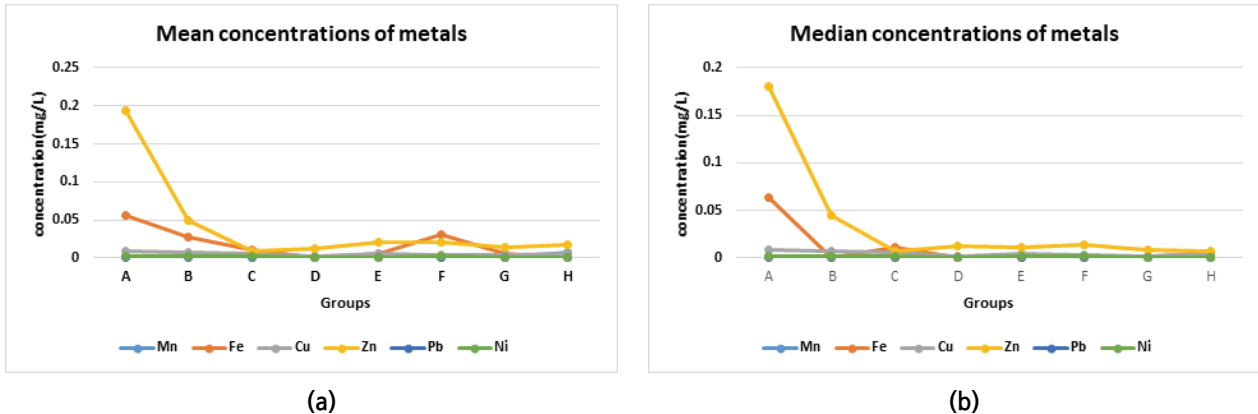 Mean concentrations of metals
concentration(mg/L)
0.25
0.2
0.15
0.1
0.05
0
A B C D E F G H
Groups
Mn Fe Cu Zn Pb Ni
(a)
Median concentrations of metals
concentration(mg/L)
0.2
0.15
0.1
0.05
0
A B C D E F G H
Groups
Mn Fe Cu Zn Pb Ni
(b)